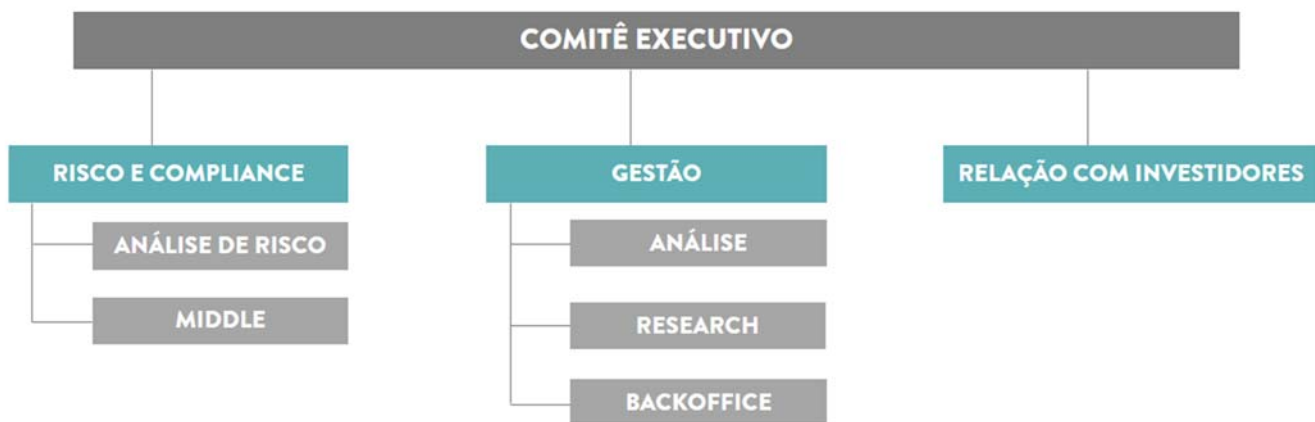 COMITÊ EXECUTIVO
RISCO E COMPLIANCE
ANÁLISE DE RISCO
MIDDLE
GESTÃO
ANÁLISE
RESEARCH
BACKOFFICE
RELAÇÃO COM INVESTIDORES